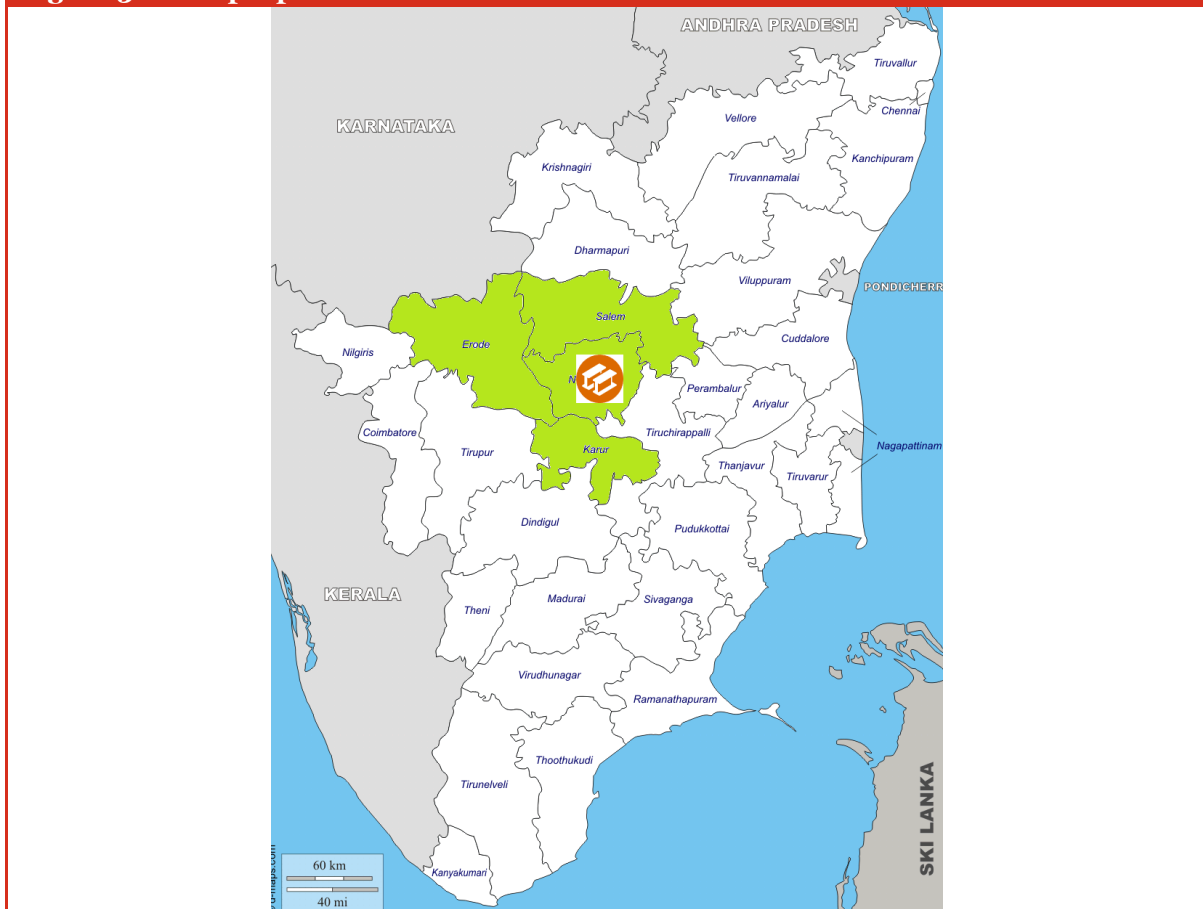 ANDHRA PRADESH
Tiruvallur
Chennai
Vellore
KARNATAKA
Kanchipuram
Krishnagiri
Tiruvannamalai
Dharmapuri
Viluppuram
PONDICHERR
Salem
Cuddalore
Erode
Nilgiris
N
Perambalur
Ariyalur
Coimbatore
Tiruchirappalli
Nagapattinam
Karur
Tirupur
Thanjavur
Tiruvarur
Dindigul
Pudukkottai
KERALA
Theni
Madurai
Sivaganga
Virudhunagar
Ramanathapuram
Thoothukudi
Tirunelveli
SKI LANKA
Kanyakumari
60 km
40 mi